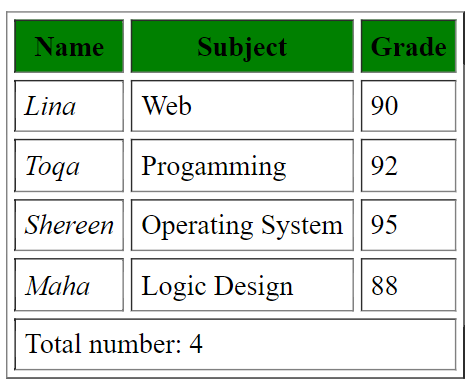 Name Subject Grade
Lina Web 90
Toqa Progamming 92
Shereen Operating System 95
Maha Logic Design 88
Total number: 4